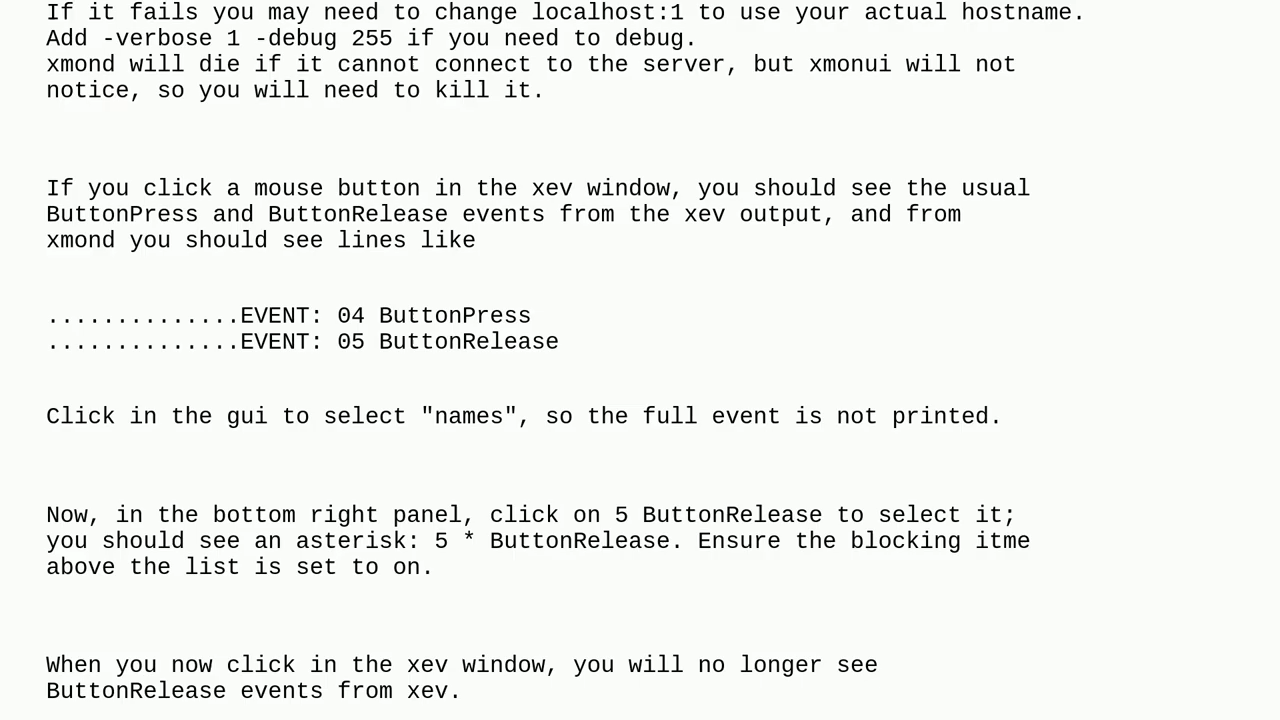 If it fails you may need to change localhost:1 to use your actual hostname.
Add -verbose 1 -debug 255 if you need to debug.
xmond will die if it cannot connect to the server, but xmonui will not
notice, so you will need to kill it.
If you click a mouse button in the xev window, you should see the usual
ButtonPress and ButtonRelease events from the xev output, and from
xmond you should see lines like
..............EVENT: 04 ButtonPress
..............EVENT: 05 ButtonRelease
Click in the gui to select "names", so the full event is not printed.
Now, in the bottom right panel, click on 5 ButtonRelease to select it;
you should see an asterisk: 5 * ButtonRelease. Ensure the blocking itme
above the list is set to on.
When you now click in the xev window, you will no longer see
ButtonRelease events from xev.